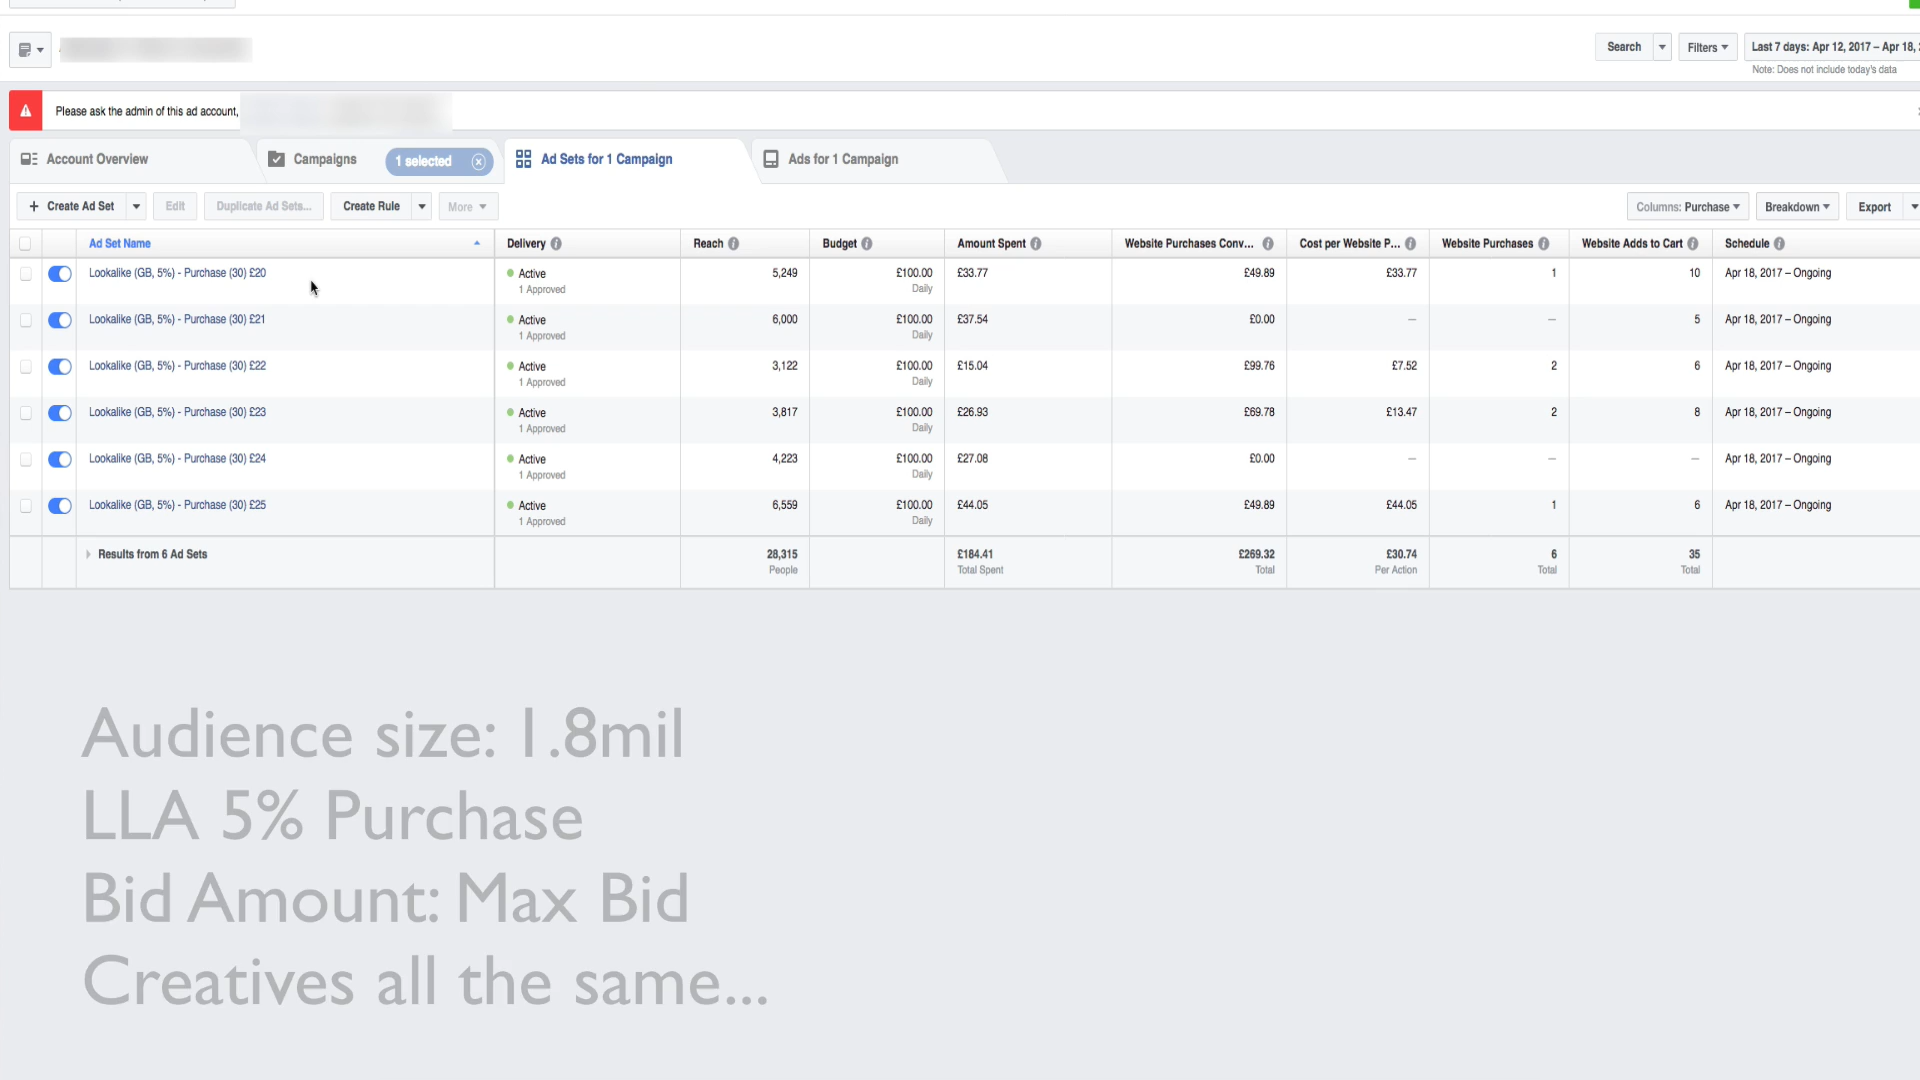 Search
Filters
Last 7 days: Apr 12, 2017 – Apr 18,
Note: Does not include today's data
Please ask the admin of this ad account,
Account Overview
Campaigns
1 selected
Ad Sets for 1 Campaign
Ads for 1 Campaign
+ Create Ad Set
Edit
Duplicate Ad Sets...
Create Rule
More
Columns: Purchase
Breakdown
Export
Ad Set Name Delivery Reach Budget Amount Spent Website Purchases Conv... Cost per Website P... Website Purchases Website Adds to Cart Schedule
Lookalike (GB, 5%) - Purchase (30) £20 Active 5,249 £100.00 £33.77 £49.89 £33.77 1 10 Apr 18, 2017 – Ongoing
1 Approved Daily
Lookalike (GB, 5%) - Purchase (30) £21 Active 6,000 £100.00 £37.54 £0.00 — — 5 Apr 18, 2017 – Ongoing
1 Approved Daily
Lookalike (GB, 5%) - Purchase (30) £22 Active 3,122 £100.00 £15.04 £99.76 £7.52 2 6 Apr 18, 2017 – Ongoing
1 Approved Daily
Lookalike (GB, 5%) - Purchase (30) £23 Active 3,817 £100.00 £26.93 £69.78 £13.47 2 8 Apr 18, 2017 – Ongoing
1 Approved Daily
Lookalike (GB, 5%) - Purchase (30) £24 Active 4,223 £100.00 £27.08 £0.00 — — — Apr 18, 2017 – Ongoing
1 Approved Daily
Lookalike (GB, 5%) - Purchase (30) £25 Active 6,559 £100.00 £44.05 £49.89 £44.05 1 6 Apr 18, 2017 – Ongoing
1 Approved Daily
Results from 6 Ad Sets 28,315 £184.41 £269.32 £30.74 6 35
People Total Spent Total Per Action Total Total
Audience size: 1.8mil
LLA 5% Purchase
Bid Amount: Max Bid
Creatives all the same...